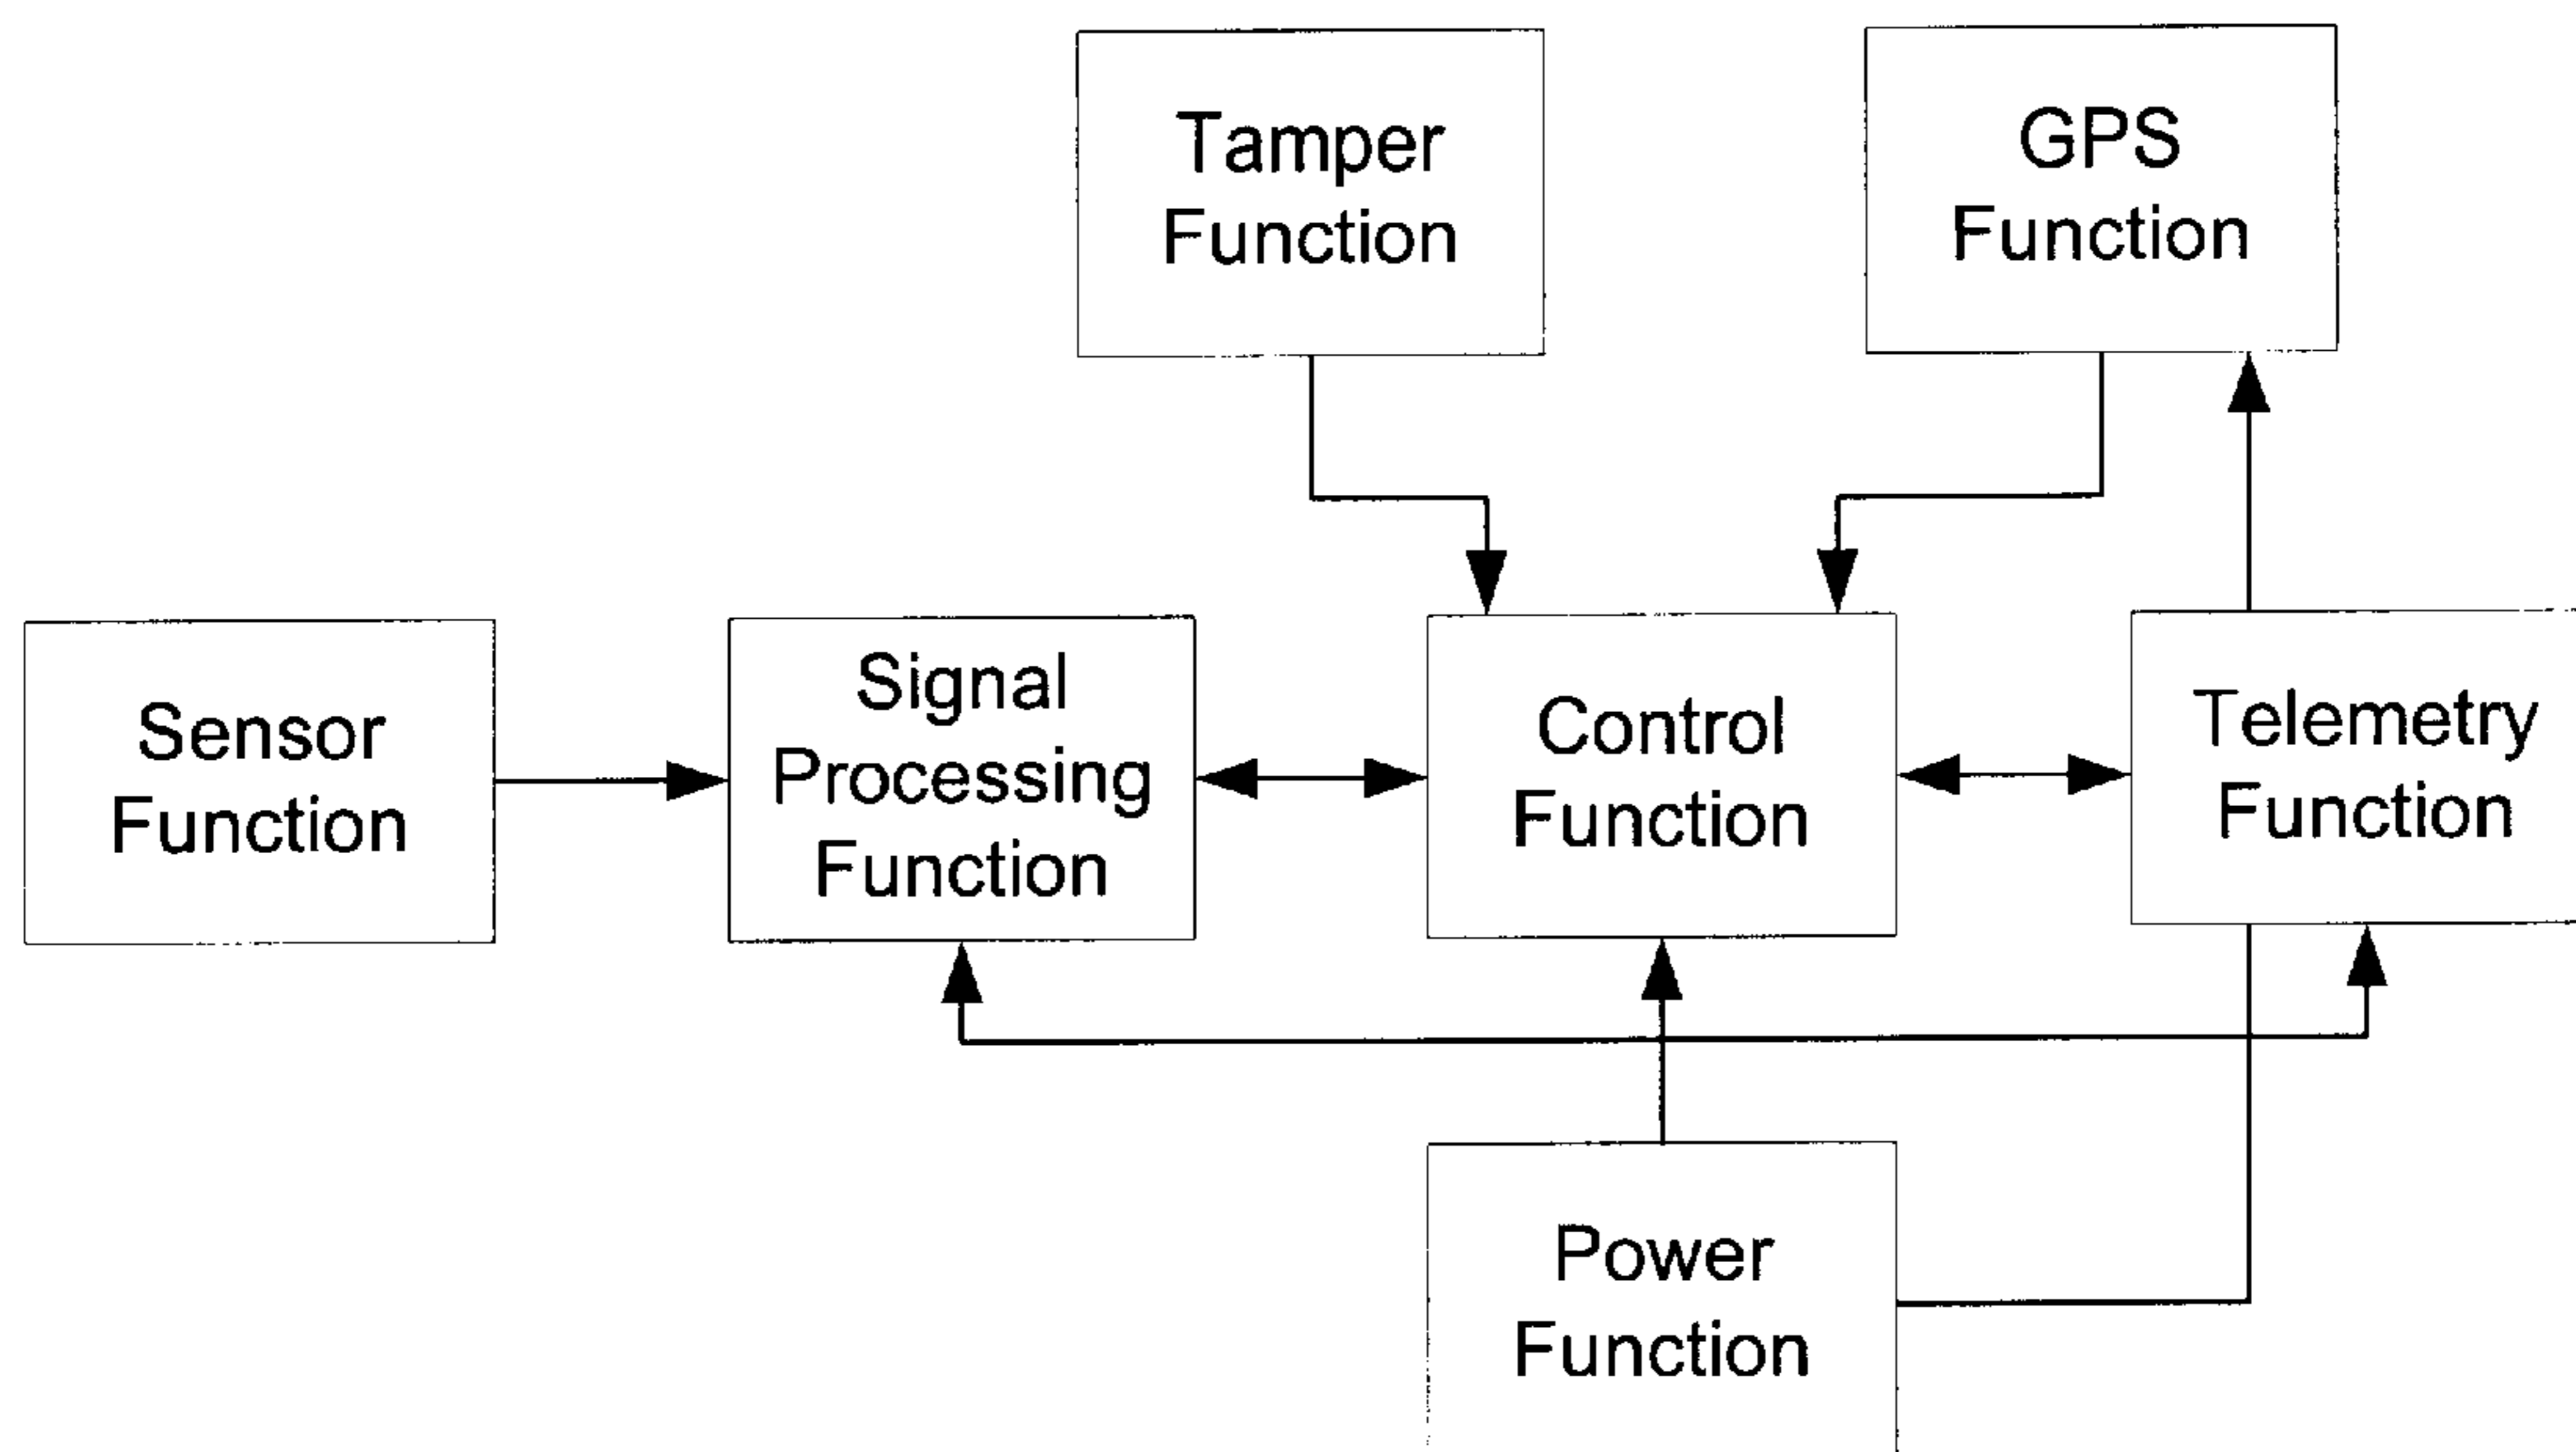 Tamper
Function
GPS
Function
Sensor
Function
Signal
Processing
Function
Control
Function
Telemetry
Function
Power
Function